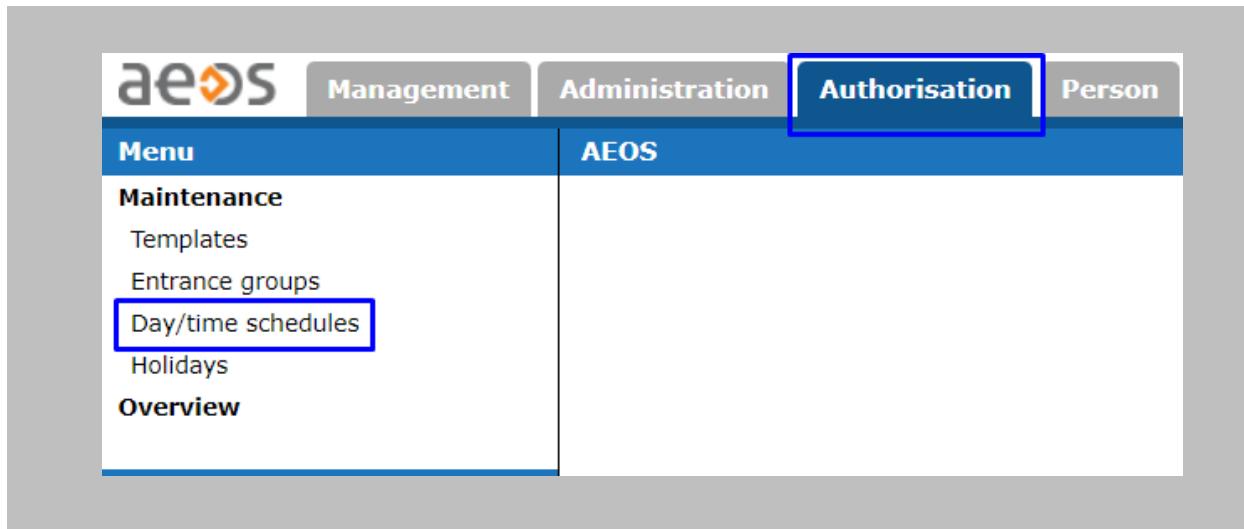 aeos Management Administration Authorisation Person
Menu AEOS
Maintenance
Templates
Entrance groups
Day/time schedules
Holidays
Overview